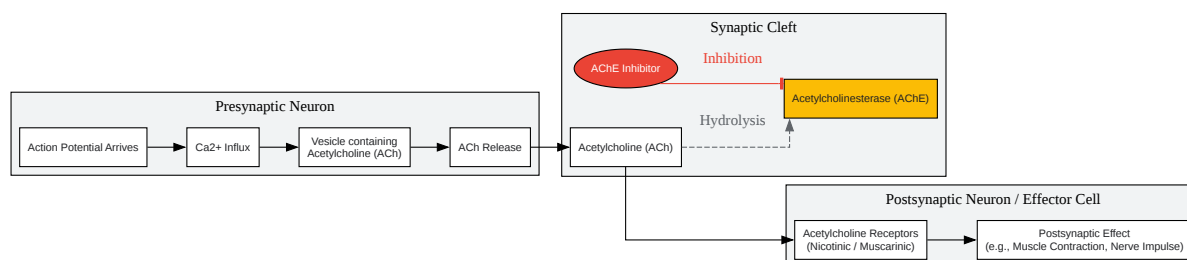 Presynaptic Neuron
Action Potential Arrives
Ca2+ Influx
Vesicle containing
Acetylcholine (ACh)
ACh Release
Synaptic Cleft
AChE Inhibitor
Inhibition
Acetylcholinesterase (AChE)
Hydrolysis
Acetylcholine (ACh)
Postsynaptic Neuron / Effector Cell
Acetylcholine Receptors
(Nicotinic / Muscarinic)
Postsynaptic Effect
(e.g., Muscle Contraction, Nerve Impulse)